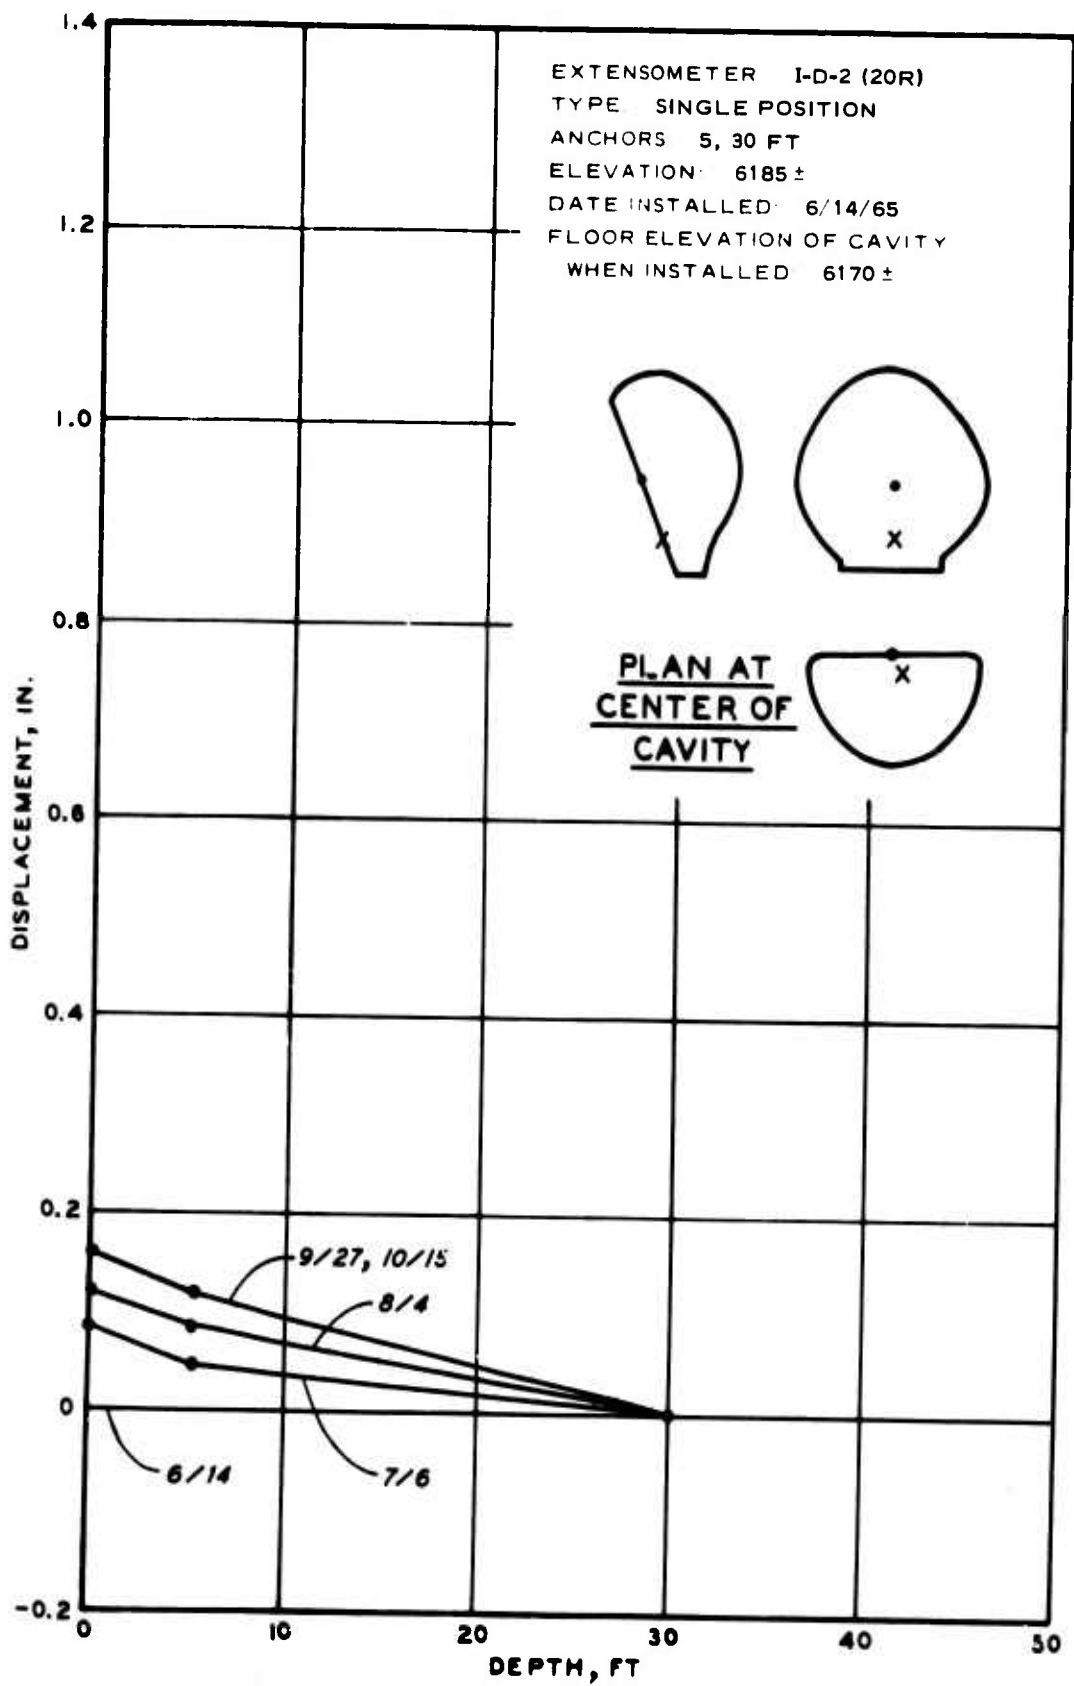 EXTENSOMETER I-D-2 (20R)
TYPE SINGLE POSITION
ANCHORS 5, 30 FT
ELEVATION 6185 ±
DATE INSTALLED 6/14/65
FLOOR ELEVATION OF CAVITY
WHEN INSTALLED 6170 ±
X
X
PLAN AT
CENTER OF
CAVITY
X
DISPLACEMENT, IN.
1.4
1.2
1.0
0.8
0.6
0.4
0.2
0
-0.2
9/27, 10/15
8/4
6/14
7/6
0 10 20 30 40 50
DEPTH, FT